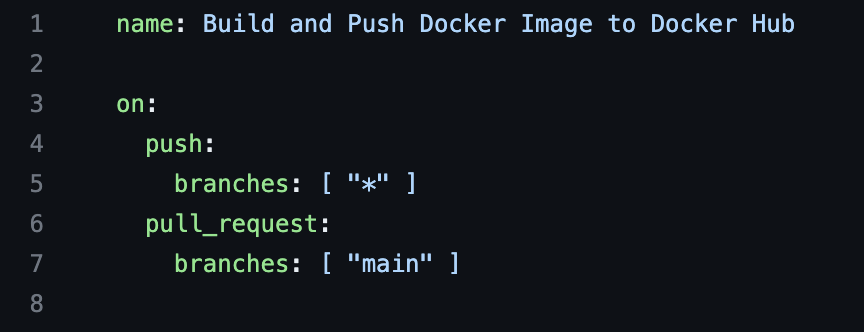 1 name: Build and Push Docker Image to Docker Hub
2
3 on:
4   push:
5     branches: [ "*" ]
6   pull_request:
7     branches: [ "main" ]
8